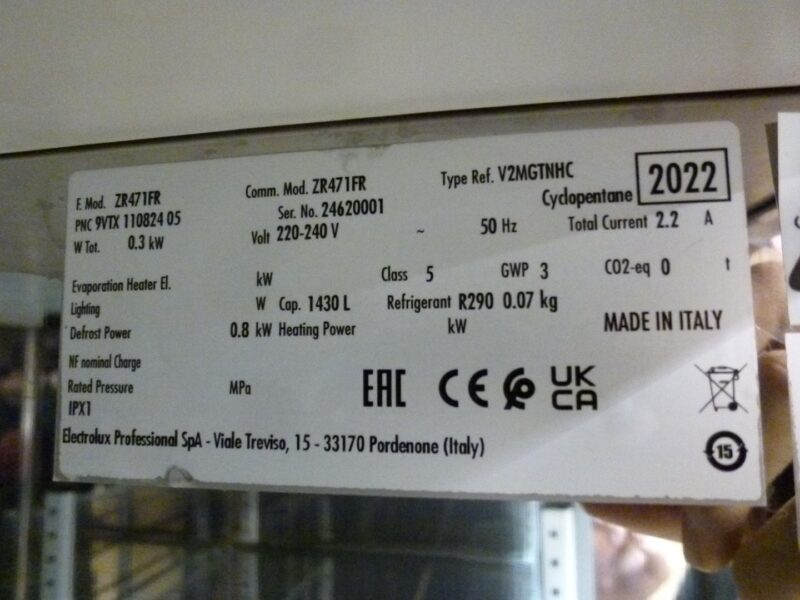 F. Mod. ZR471FR Comm. Mod. ZR471FR Type Ref. V2MGTNHC
PNC 9VTX 110824 05 Ser. No. 24620001 Cyclopentane 2022
W Tot. 0.3 kW Volt 220-240 V ~ 50 Hz Total Current 2.2 A
Evaporation Heater El. kW Class 5 GWP 3 CO2-eq 0 t
Lighting W Cap. 1430 L Refrigerant R290 0.07 kg
Defrost Power 0.8 kW Heating Power kW MADE IN ITALY
NF nominal Charge
Rated Pressure MPa
IPX1
EAC CE UK CA
Electrolux Professional SpA - Viale Treviso, 15 - 33170 Pordenone (Italy)
15